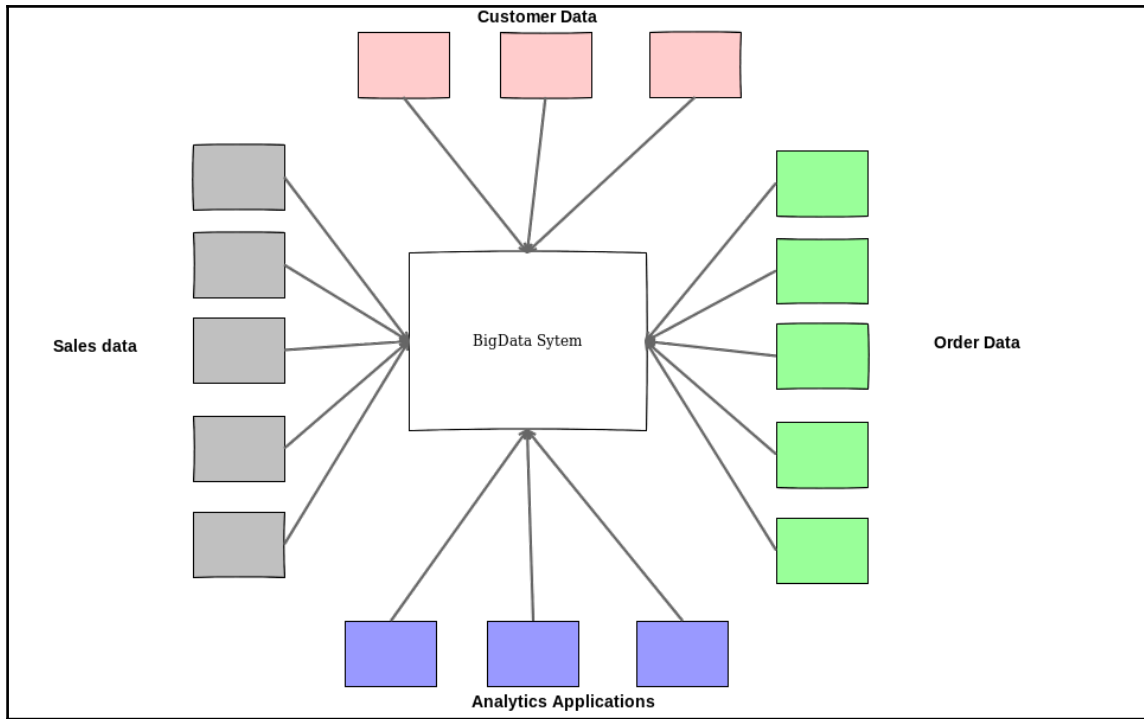 Customer Data
Sales data
BigData Sytem
Order Data
Analytics Applications